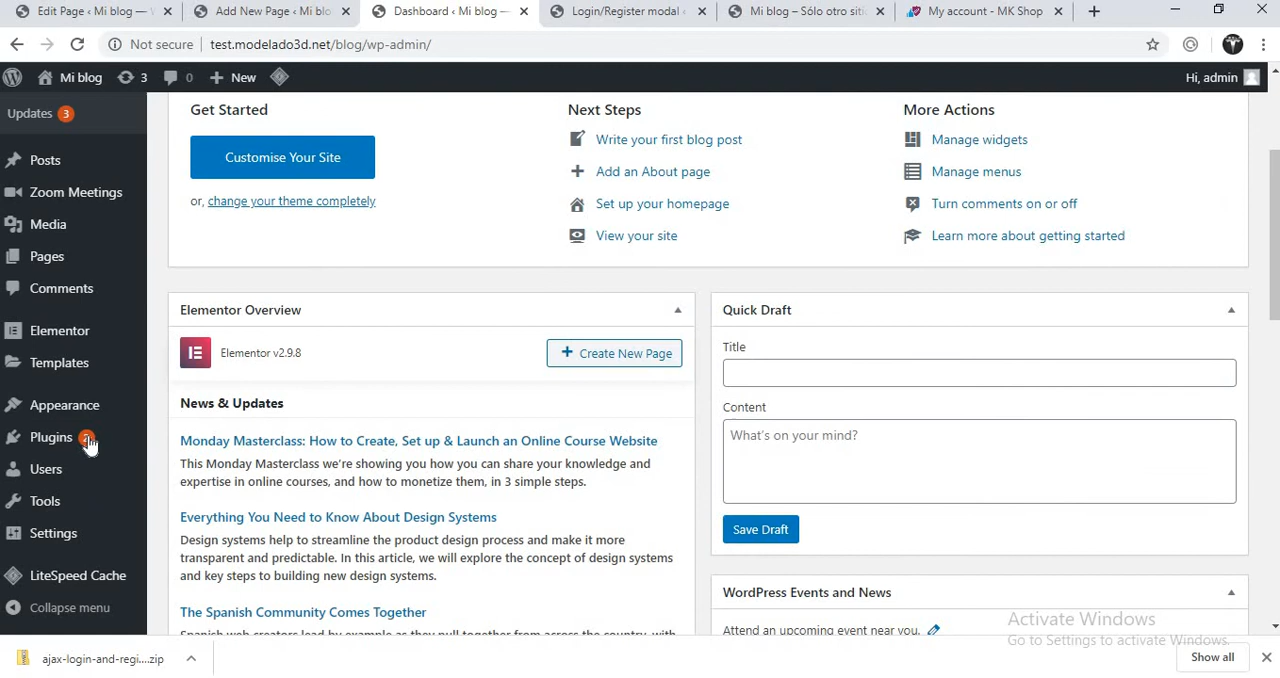 Edit Page ‹ Mi blog —
Add New Page ‹ Mi blo
Dashboard ‹ Mi blog —
Login/Register modal ‹
Mi blog – Sólo otro siti
My account - MK Shop
Not secure
test.modelado3d.net/blog/wp-admin/
Mi blog
3
0
New
Hi, admin
Updates 3
Posts
Zoom Meetings
Media
Pages
Comments
Elementor
Templates
Appearance
Plugins
Users
Tools
Settings
LiteSpeed Cache
Collapse menu
Get Started
Customise Your Site
or, change your theme completely
Next Steps
Write your first blog post
Add an About page
Set up your homepage
View your site
More Actions
Manage widgets
Manage menus
Turn comments on or off
Learn more about getting started
Elementor Overview
Elementor v2.9.8
Create New Page
News & Updates
Monday Masterclass: How to Create, Set up & Launch an Online Course Website
This Monday Masterclass we're showing you how you can share your knowledge and
expertise in online courses, and how to monetize them, in 3 simple steps.
Everything You Need to Know About Design Systems
Design systems help to streamline the product design process and make it more
transparent and predictable. In this article, we will explore the concept of design systems
and key steps to building new design systems.
The Spanish Community Comes Together
Spanish web creators lead by example as they pull together from across the country, with
Quick Draft
Title
Content
What's on your mind?
Save Draft
WordPress Events and News
Attend an upcoming event near you.
Activate Windows
Go to Settings to activate Windows.
ajax-login-and-regi....zip
Show all